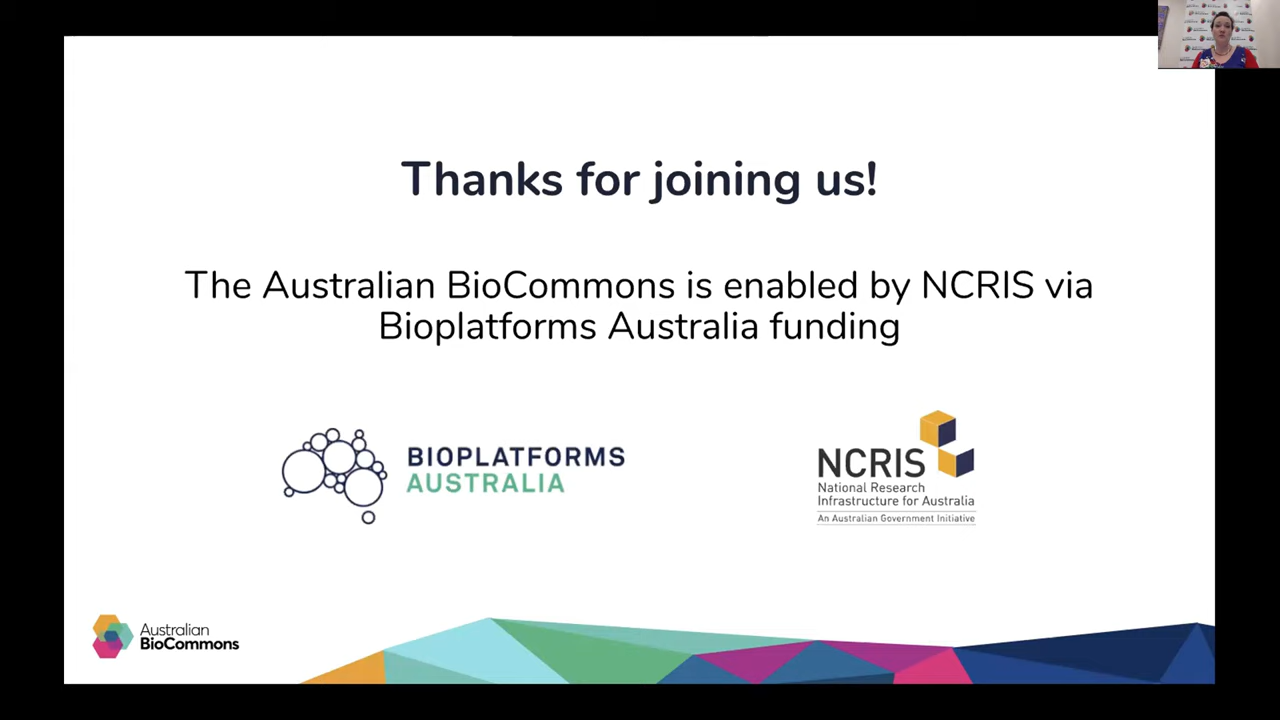 Thanks for joining us!
The Australian BioCommons is enabled by NCRIS via
Bioplatforms Australia funding
BIOPLATFORMS
AUSTRALIA
NCRIS
National Research
Infrastructure for Australia
An Australian Government Initiative
Australian
BioCommons